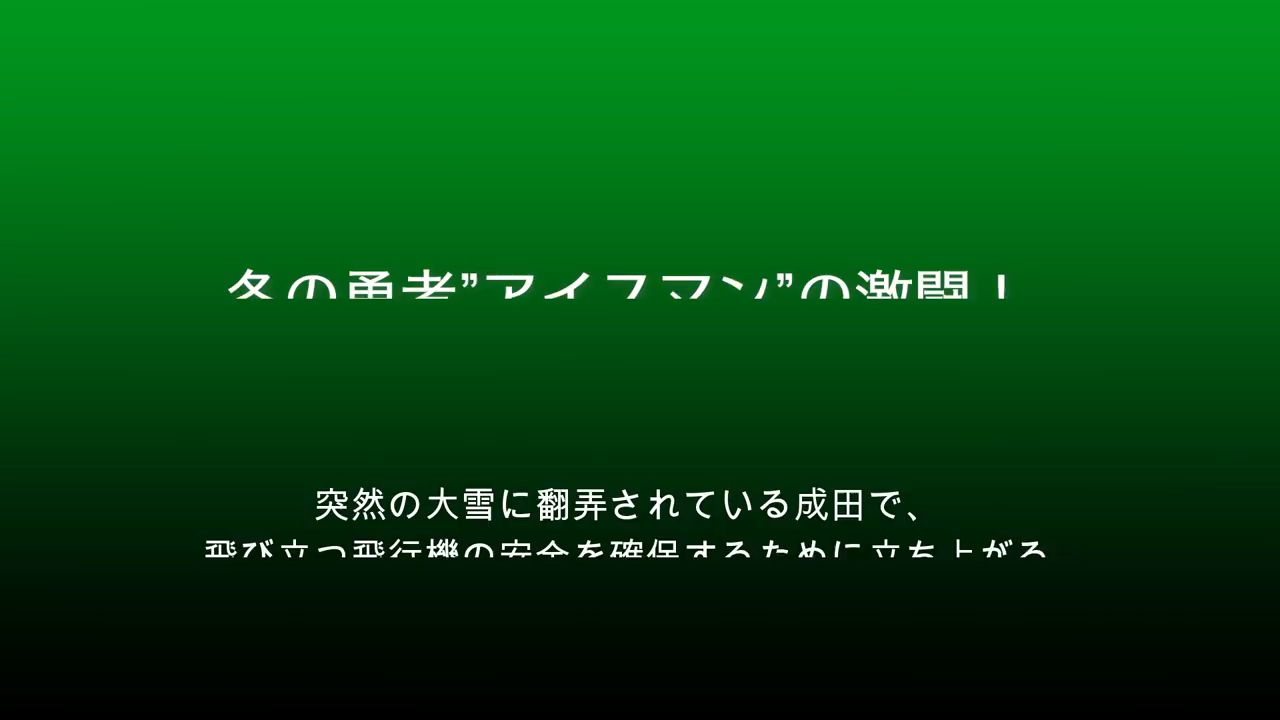 冬の勇者”アイスマン”の激闘！
突然の大雪に翻弄されている成田で、
飛び立つ飛行機の安全を確保するために立ち上がる